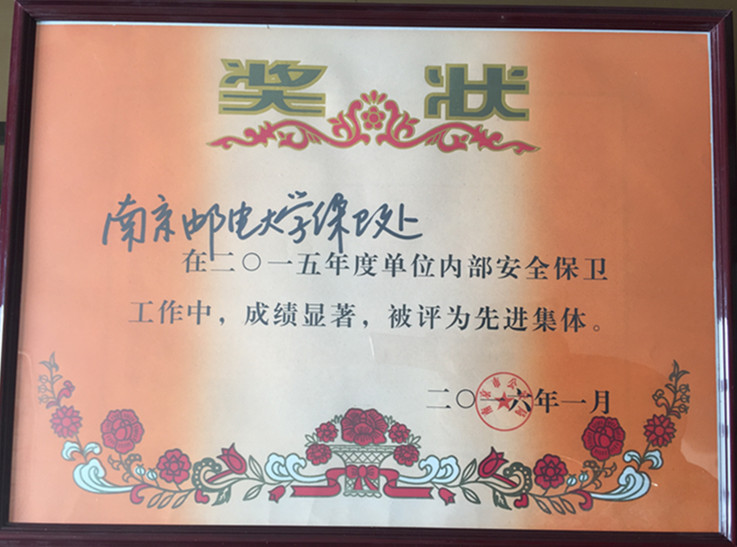 奖状
南京邮电大学保卫处
在二〇一五年度单位内部安全保卫
工作中，成绩显著，被评为先进集体。
二〇一六年一月